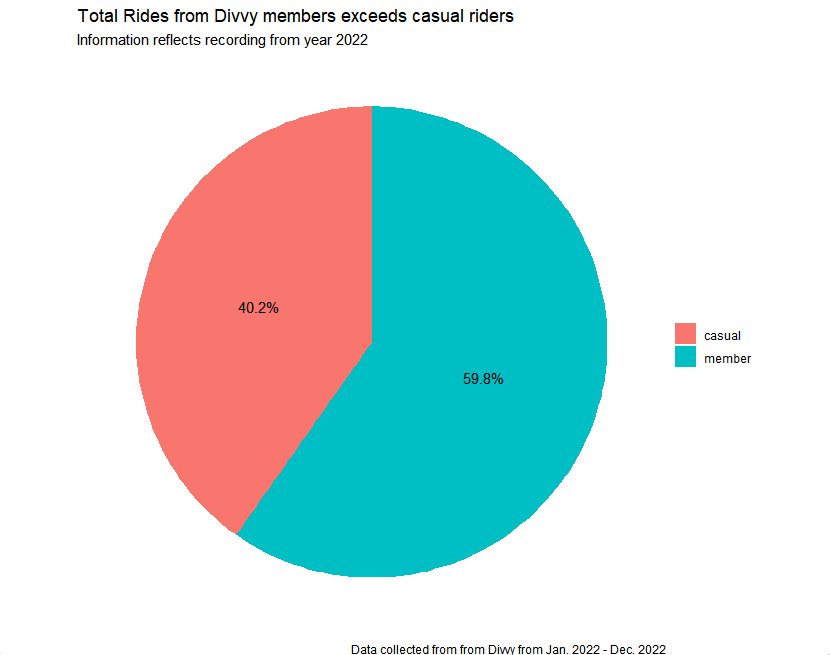 Total Rides from Divvy members exceeds casual riders
Information reflects recording from year 2022
40.2%
59.8%
casual
member
Data collected from from Divvy from Jan. 2022 - Dec. 2022